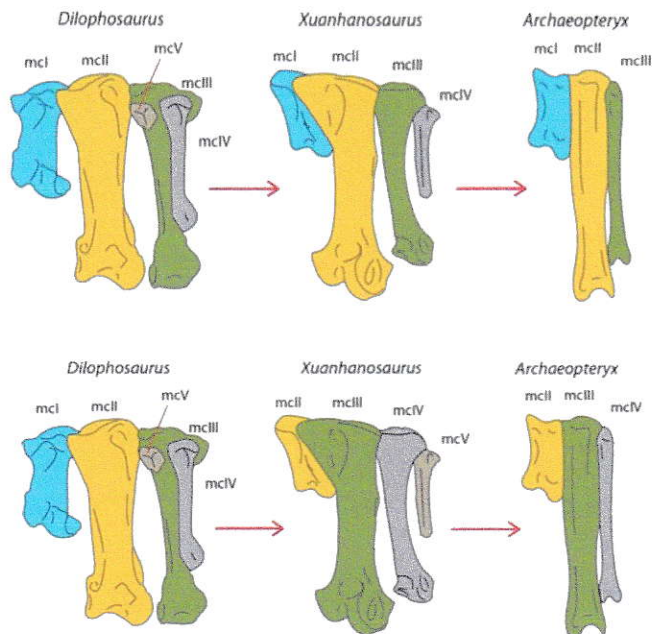 Dilophosaurus Xuanhanosaurus Archaeopteryx
mcI mcII mcV mcIII mcIV
mcI mcII mcIII mcIV
mcI mcII mcIII
Dilophosaurus Xuanhanosaurus Archaeopteryx
mcI mcII mcV mcIII mcIV
mcII mcIII mcIV mcV
mcII mcIII mcIV